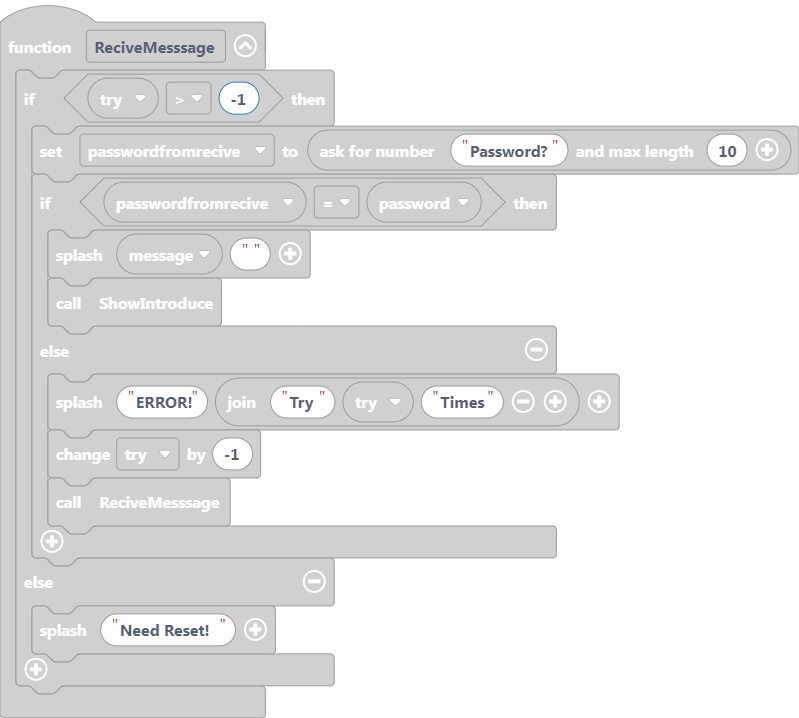 function ReciveMesssage
if try > -1 then
set passwordfromrecive to ask for number "Password?" and max length 10
if passwordfromrecive = password then
splash message " "
call ShowIntroduce
else
splash "ERROR!" join "Try" try "Times"
change try by -1
call ReciveMesssage
else
splash "Need Reset! "